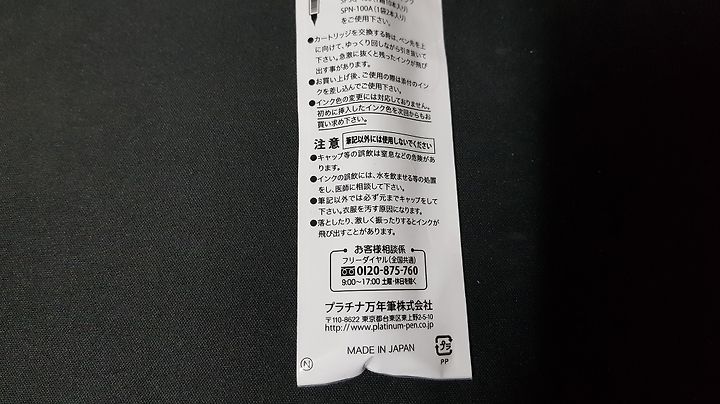 SPN-100A(1袋2本入り)
をご使用下さい。
●カートリッジを交換する時は、ペン先を上
に向けて、ゆっくり回しながら引き抜いて
下さい。急激に抜くと残ったインクが飛び
出す事があります。
●お買い上げ後、ご使用の際は添付のイン
クを差し込んでご使用下さい。
●インク色の変更には対応しておりません。
初めに挿入したインク色を次回からもお
買い求め下さい。
注意 筆記以外には使用しないでください
●キャップ等の誤飲は窒息などの危険があ
ります。
●インクの誤飲には、水を飲ませる等の処置
をし、医師に相談して下さい。
●筆記以外では必ず元までキャップをして
下さい。衣服を汚す原因になります。
●落としたり、激しく振ったりするとインクが
飛び出すことがあります。
お客様相談係
フリーダイヤル(全国共通)
0120-875-760
9:00~17:00 土曜・休日を除く
プラチナ万年筆株式会社
〒110-8622 東京都台東区東上野2-5-10
http://www.platinum-pen.co.jp
MADE IN JAPAN
プラ
PP